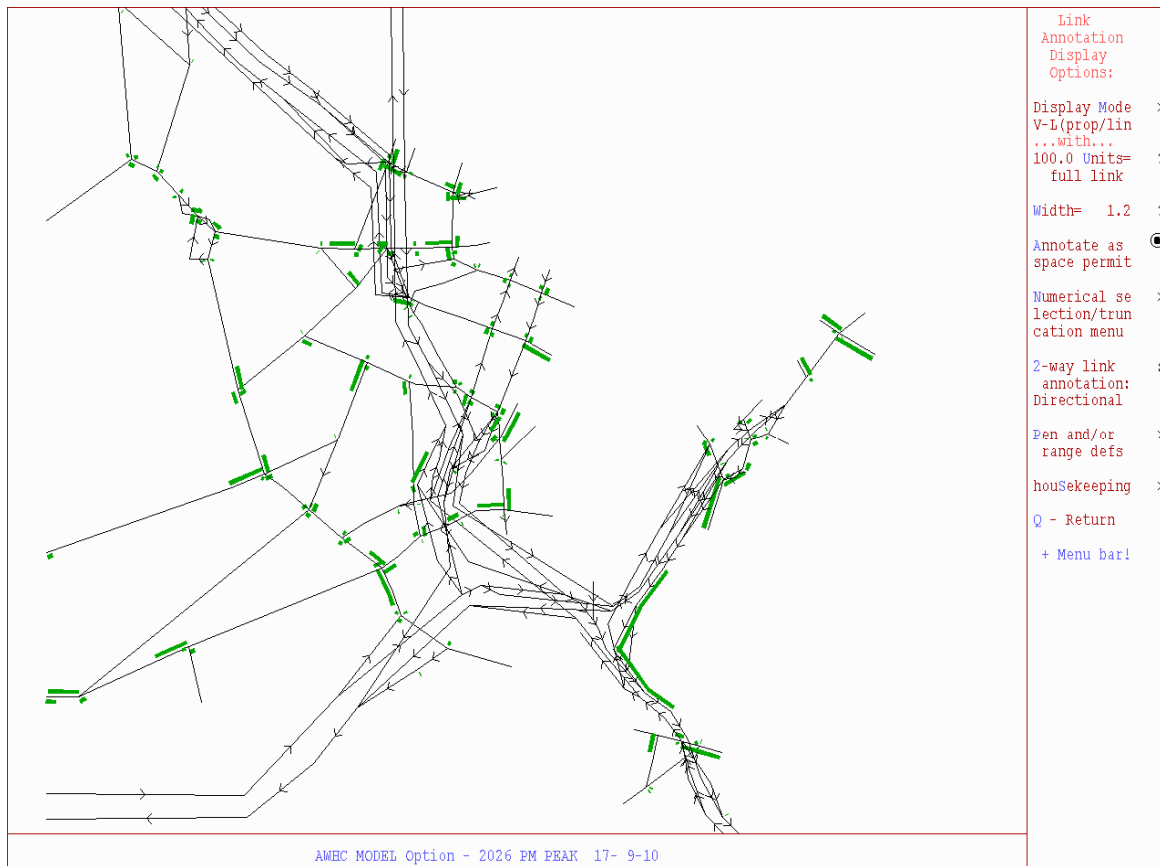 Link
Annotation
Display
Options:
Display Mode >
V-L(prop/lin
...with...
100.0 Units= ?
full link
Width= 1.2 ?
Annotate as
space permit
Numerical se >
lection/trun
cation menu
2-way link
annotation:
Directional
Pen and/or >
range defs
houSekeeping >
Q - Return
+ Menu bar!
AWHC MODEL Option - 2026 PM PEAK 17- 9-10